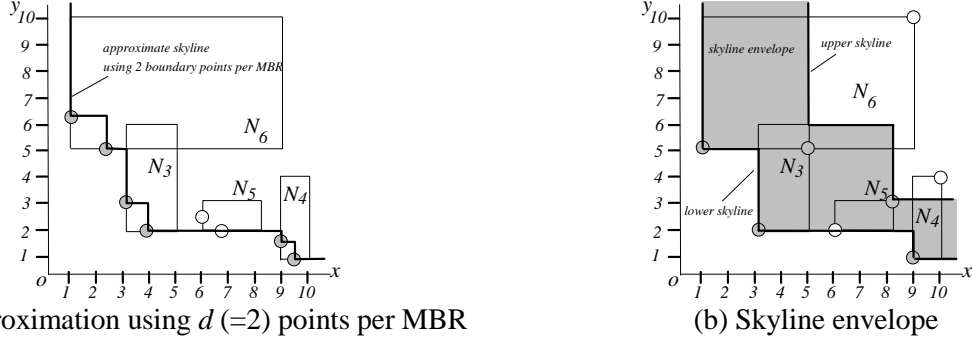 y
10
9
8
7
6
5
4
3
2
1
o
1 2 3 4 5 6 7 8 9 10
x
approximate skyline
using 2 boundary points per MBR
N6
N3
N5
N4
y
10
9
8
7
6
5
4
3
2
1
o
1 2 3 4 5 6 7 8 9 10
x
skyline envelope
upper skyline
N6
N3
N5
N4
lower skyline
roximation using d (=2) points per MBR
(b) Skyline envelope